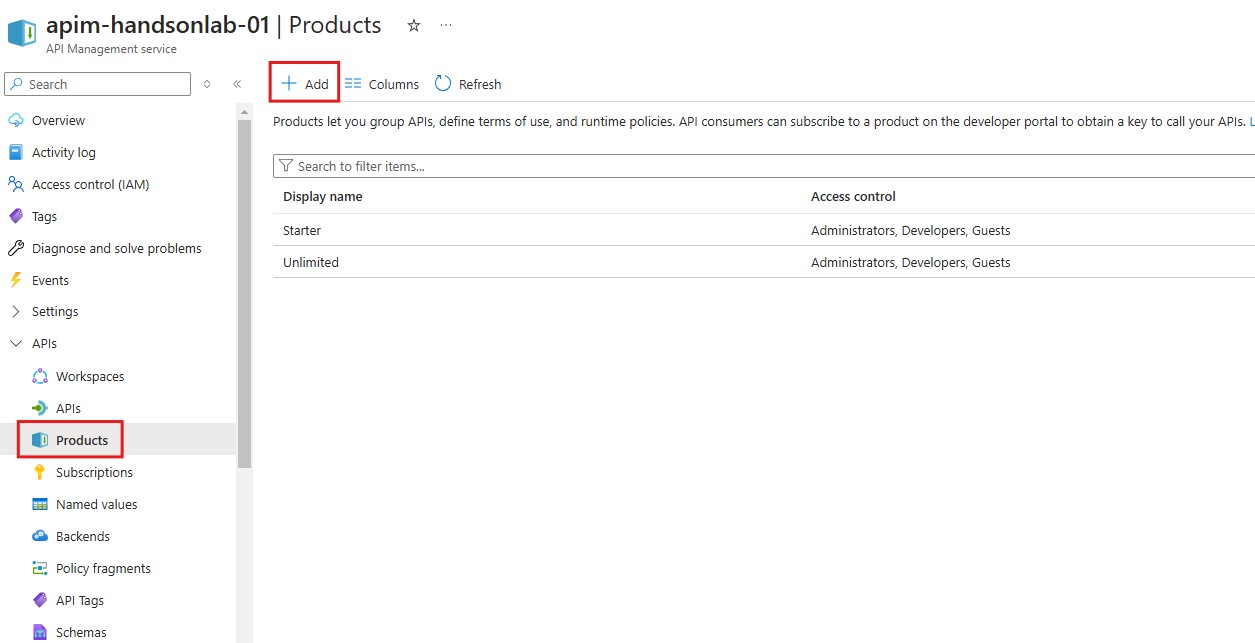 apim-handsonlab-01 | Products
API Management service
Search
Add
Columns
Refresh
Overview
Activity log
Access control (IAM)
Tags
Diagnose and solve problems
Events
Settings
APIs
Workspaces
APIs
Products
Subscriptions
Named values
Backends
Policy fragments
API Tags
Schemas
Products let you group APIs, define terms of use, and runtime policies. API consumers can subscribe to a product on the developer portal to obtain a key to call your APIs. L
Search to filter items...
Display name Access control
Starter Administrators, Developers, Guests
Unlimited Administrators, Developers, Guests